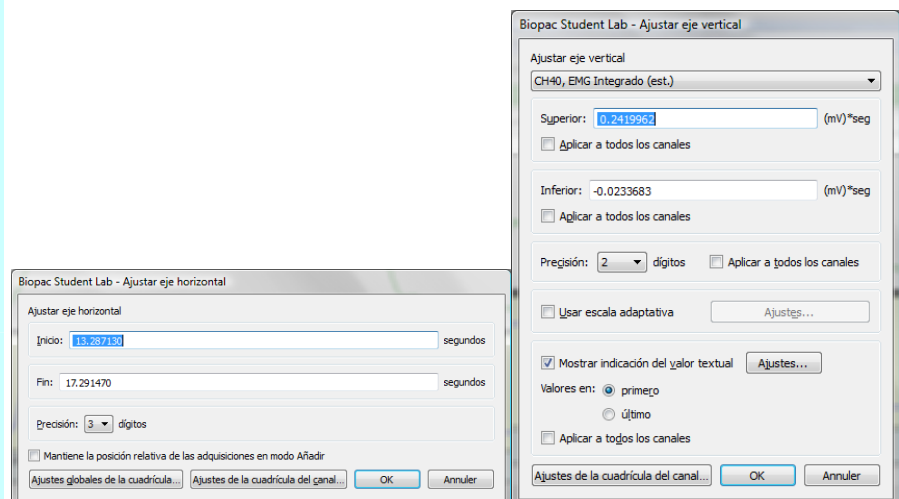 Biopac Student Lab - Ajustar eje horizontal
Ajustar eje horizontal
Inicio: 13.287130 segundos
Fin: 17.291470 segundos
Precisión: 3 dígitos
Mantiene la posición relativa de las adquisiciones en modo Añadir
Ajustes globales de la cuadrícula... Ajustes de la cuadrícula del canal... OK Annuler
Biopac Student Lab - Ajustar eje vertical
Ajustar eje vertical
CH40, EMG Integrado (est.)
Superior: 0.2419962 (mV)*seg
Aplicar a todos los canales
Inferior: -0.0233683 (mV)*seg
Aplicar a todos los canales
Precisión: 2 dígitos Aplicar a todos los canales
Usar escala adaptativa Ajustes...
Mostrar indicación del valor textual Ajustes...
Valores en: primero
último
Aplicar a todos los canales
Ajustes de la cuadrícula del canal... OK Annuler